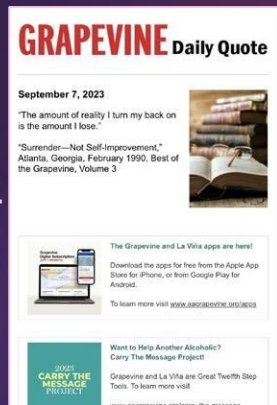 GRAPEVINE Daily Quote
September 7, 2023
"The amount of reality I turn my back on
is the amount I lose."
"Surrender—Not Self-Improvement,"
Atlanta, Georgia, February 1990, Best of
the Grapevine, Volume 3
The Grapevine and La Viña apps are here!
Download the apps for free from the Apple App
Store for iPhone, or from Google Play for
Android.
To learn more visit www.aagrapevine.org/apps
2023
CARRY THE
MESSAGE
PROJECT
Want to Help Another Alcoholic?
Carry The Message Project!
Grapevine and La Viña are Great Twelfth Step
Tools. To learn more visit